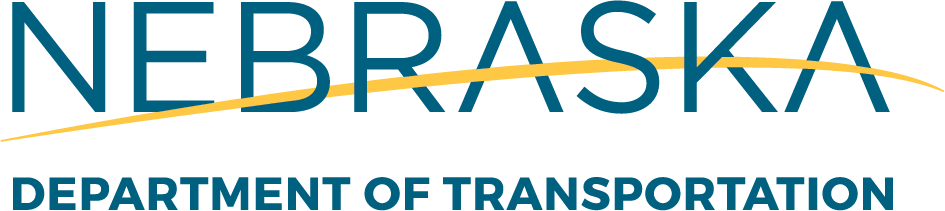 NEBRASKA
DEPARTMENT OF TRANSPORTATION